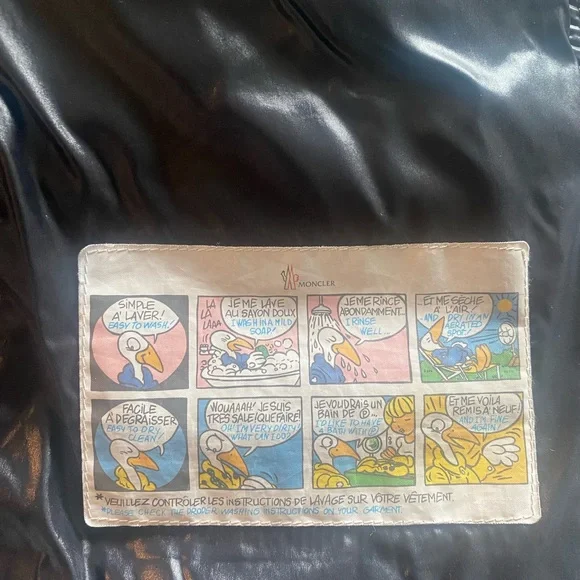 MONCLER
SIMPLE
A' LAVER!
EASY TO WASH!
LA
LA
LAAA
JE ME LAVE
AU SAVON DOUX
I WASH IN A MILD
SOAP!
JE ME RINCE
ABONDAMMENT...
I RINSE
WELL...
ET ME SECHE
A' L'AIR!
AND DRY IN AN
AERATED
SPOT!
FACILE
A DEGRAISSER
EASY TO DRY
CLEAN!
WOUAAAH' JE SUIS
TRES SALE! QUE FAIRE!
OH! I'M VERY DIRTY!
WHAT CAN I DO?
JE VOUDRAIS UN
BAIN DE Ⓟ...
I'D LIKE TO HAVE
A BATH WITH Ⓟ
ET ME VOILA
REMIS A' NEUF!
AND I'M FINE
AGAIN!
*VEUILLEZ CONTRÔLER LES INSTRUCTIONS DE LAVAGE SUR VÔTRE VÊTEMENT.
*PLEASE CHECK THE PROPER WASHING INSTRUCTIONS ON YOUR GARMENT.